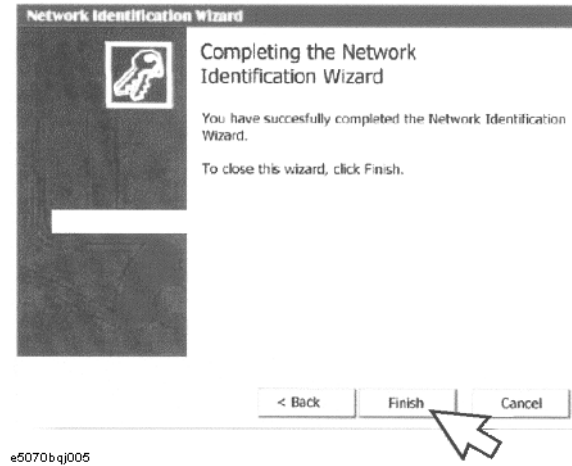 Network Identification Wizard
Completing the Network
Identification Wizard
You have succesfully completed the Network Identification
Wizard.
To close this wizard, click Finish.
< Back
Finish
Cancel
e5070bqj005